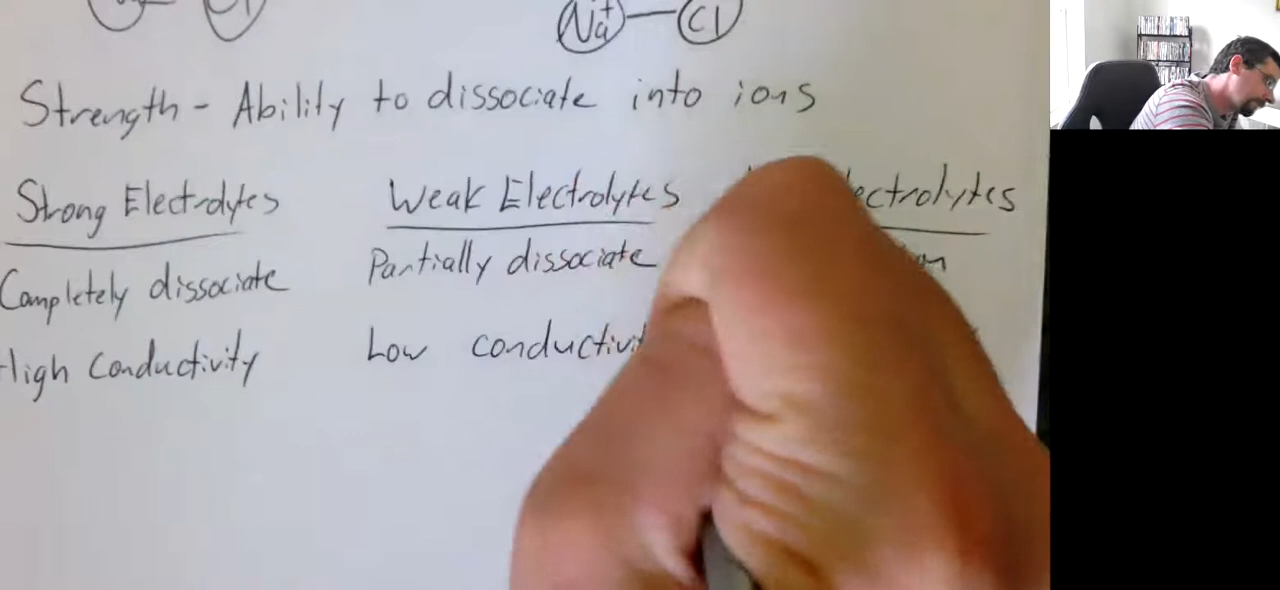 Na+ Cl
Strength - Ability to dissociate into ions
Strong Electrolytes Weak Electrolytes
Completely dissociate Partially dissociate
High Conductivity Low